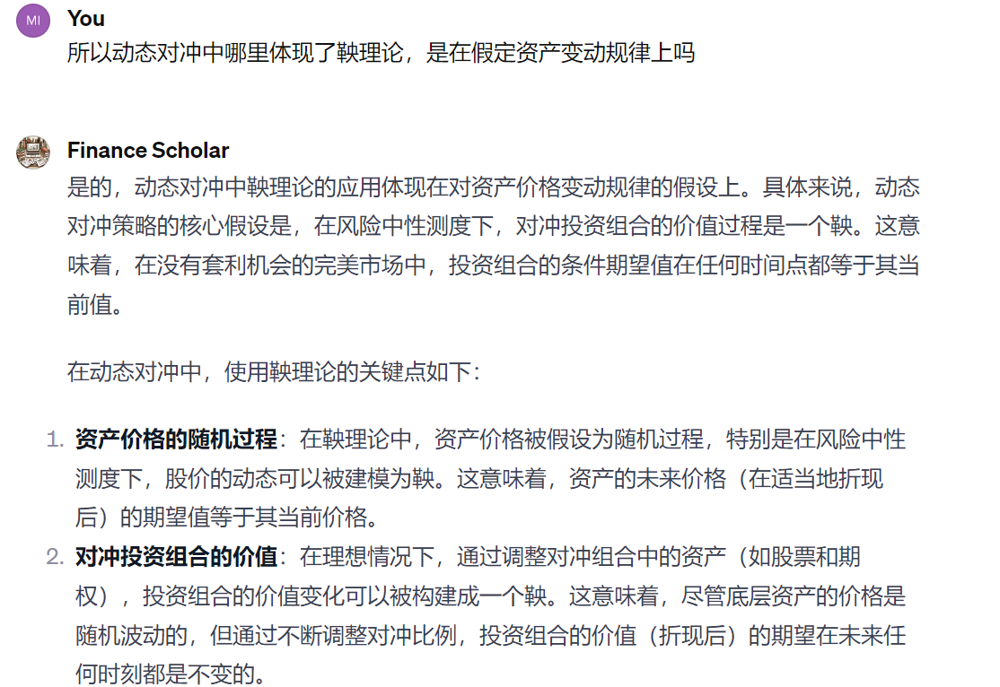 MI
You
所以动态对冲中哪里体现了鞅理论，是在假定资产变动规律上吗
Finance Scholar
是的，动态对冲中鞅理论的应用体现在对资产价格变动规律的假设上。具体来说，动态
对冲策略的核心假设是，在风险中性测度下，对冲投资组合的价值过程是一个鞅。这意
味着，在没有套利机会的完美市场中，投资组合的条件期望值在任何时间点都等于其当
前值。
在动态对冲中，使用鞅理论的关键点如下：
1. 资产价格的随机过程：在鞅理论中，资产价格被假设为随机过程，特别是在风险中性
测度下，股价的动态可以被建模为鞅。这意味着，资产的未来价格（在适当地折现
后）的期望值等于其当前价格。
2. 对冲投资组合的价值：在理想情况下，通过调整对冲组合中的资产（如股票和期
权），投资组合的价值变化可以被构建成一个鞅。这意味着，尽管底层资产的价格是
随机波动的，但通过不断调整对冲比例，投资组合的价值（折现后）的期望在未来任
何时刻都是不变的。